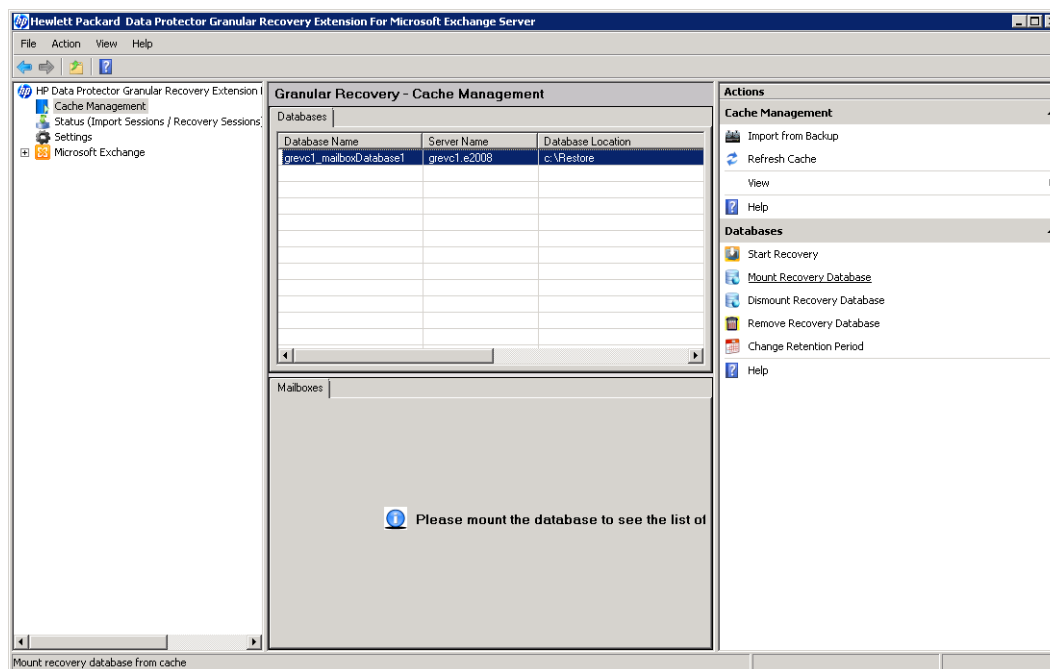 Hewlett Packard Data Protector Granular Recovery Extension For Microsoft Exchange Server
File Action View Help
HP Data Protector Granular Recovery Extension
Cache Management
Status (Import Sessions / Recovery Sessions)
Settings
Microsoft Exchange
Granular Recovery - Cache Management
Databases
Database Name Server Name Database Location
grevc1_mailboxDatabase1 grevc1.e2008 c:\Restore
Mailboxes
Please mount the database to see the list of
Actions
Cache Management
Import from Backup
Refresh Cache
View
Help
Databases
Start Recovery
Mount Recovery Database
Dismount Recovery Database
Remove Recovery Database
Change Retention Period
Help
Mount recovery database from cache